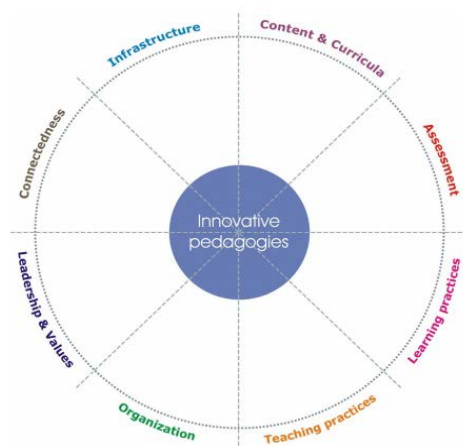 Infrastructure
Content & Curricula
Connectedness
Assessment
Innovative
pedagogies
Leadership & Values
Learning practices
Organization
Teaching practices